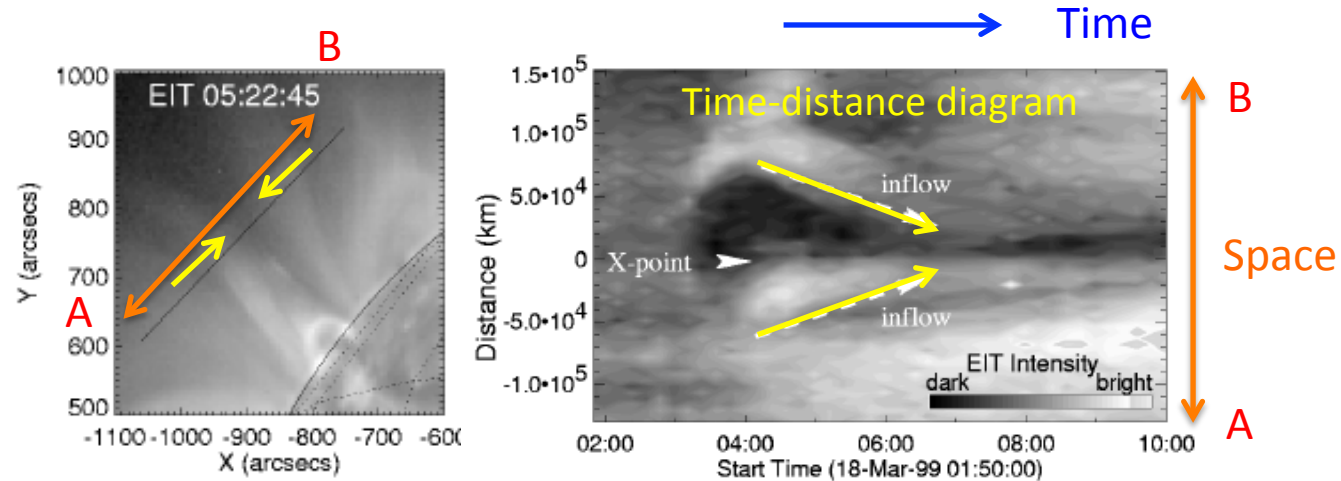 B
EIT 05:22:45
1000
900
800
700
600
500
Y (arcsecs)
A
-1100 -1000 -900 -800 -700 -600
X (arcsecs)
Time
Time-distance diagram
1.5•10⁵
1.0•10⁵
5.0•10⁴
0
-5.0•10⁴
-1.0•10⁵
Distance (km)
inflow
X-point
inflow
EIT Intensity
dark bright
02:00 04:00 06:00 08:00 10:00
Start Time (18-Mar-99 01:50:00)
B
Space
A